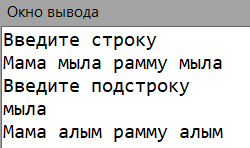 Окно вывода
Введите строку
Мама мыла рамму мыла
Введите подстроку
мыла
Мама алым рамму алым